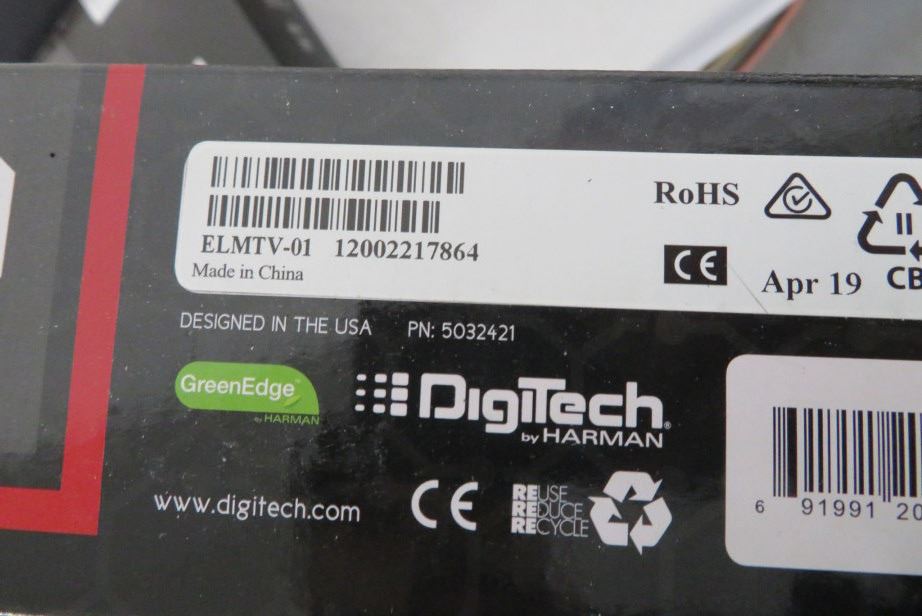 RoHS
ELMTV-01 12002217864
Made in China
CE
Apr 19
CB
DESIGNED IN THE USA PN: 5032421
GreenEdge™
by HARMAN
DigiTech®
by HARMAN
www.digitech.com
CE
REUSE
REDUCE
RECYCLE
6 91991 20